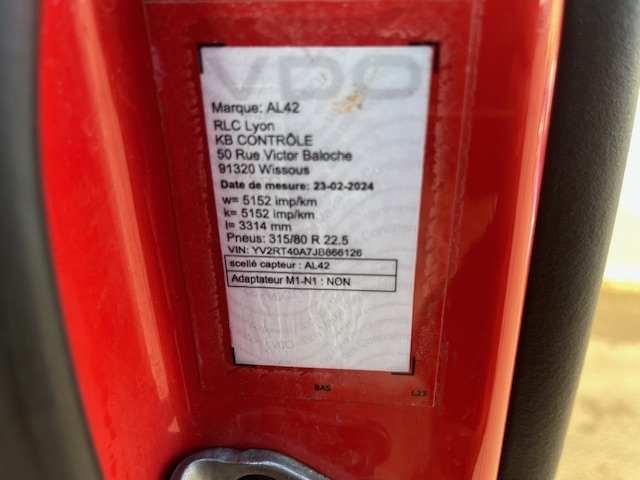 VDO
Marque: AL42
RLC Lyon
KB CONTRÔLE
50 Rue Victor Baloche
91320 Wissous
Date de mesure: 23-02-2024
w= 5152 imp/km
k= 5152 imp/km
l= 3314 mm
Pneus: 315/80 R 22.5
VIN: YV2RT40A7JB866126
scellé capteur : AL42
Adaptateur M1-N1 : NON
BAS
L23